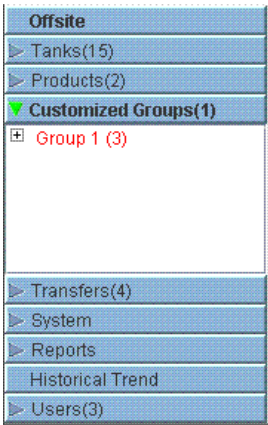 Offsite
Tanks(15)
Products(2)
Customized Groups(1)
Group 1 (3)
Transfers(4)
System
Reports
Historical Trend
Users(3)